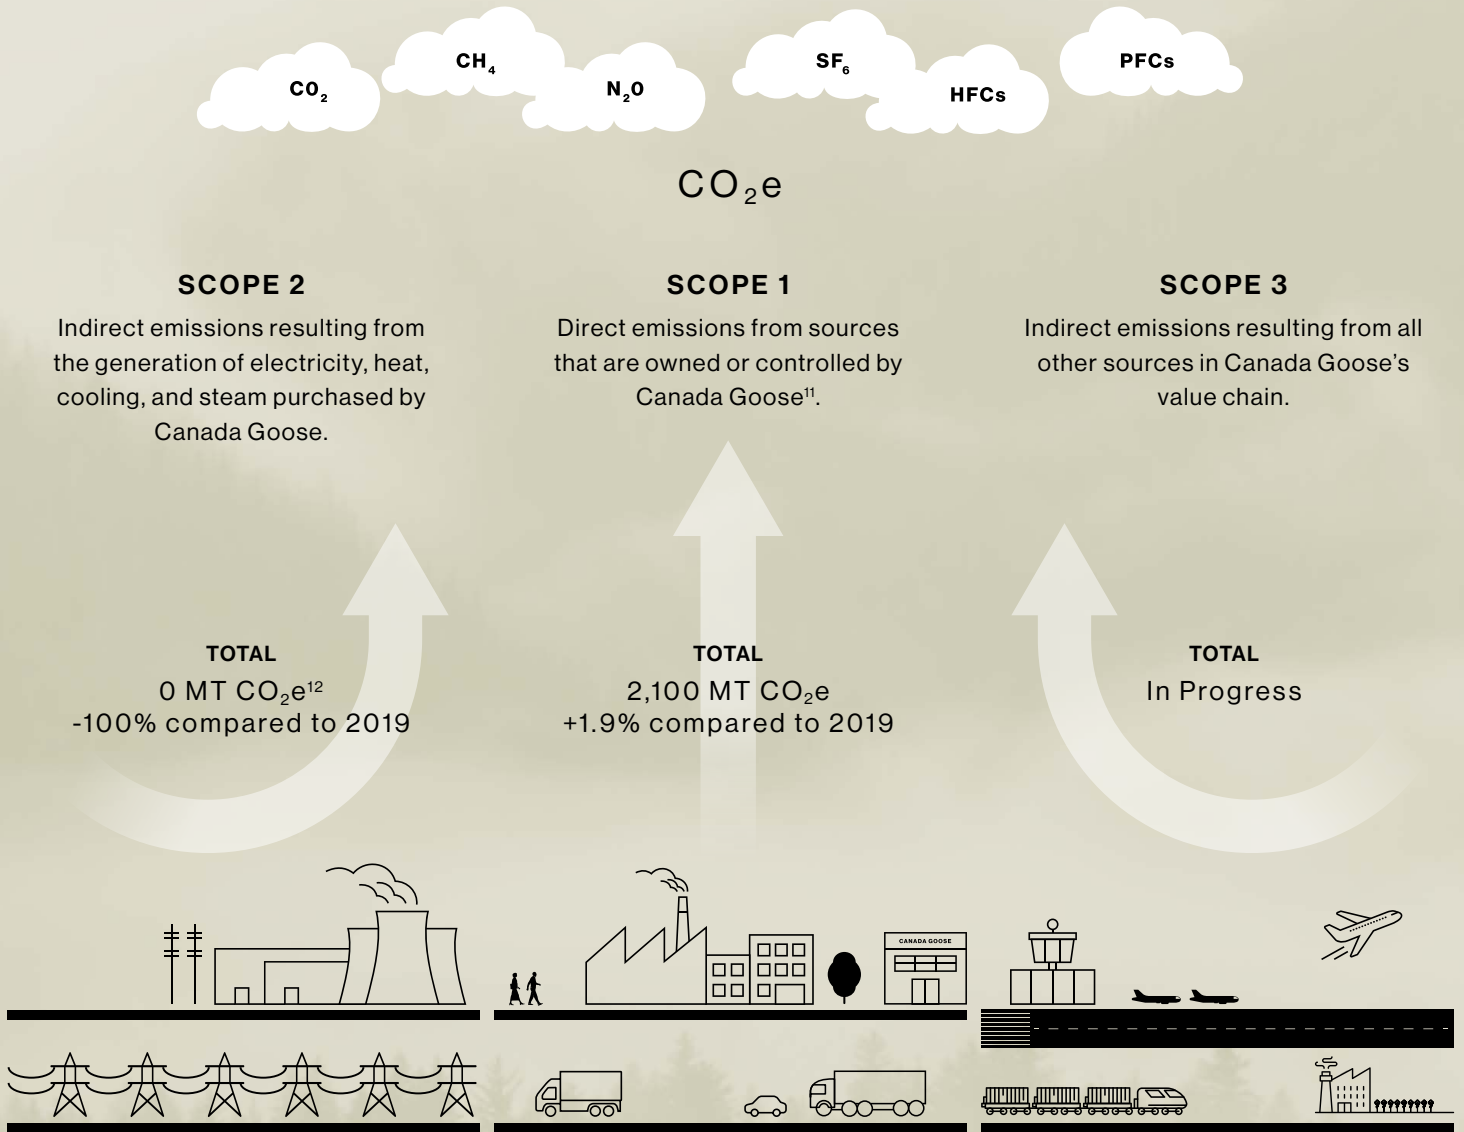 CO₂
CH₄
N₂O
SF₆
HFCs
PFCs
CO₂e
SCOPE 2
Indirect emissions resulting from
the generation of electricity, heat,
cooling, and steam purchased by
Canada Goose.
SCOPE 1
Direct emissions from sources
that are owned or controlled by
Canada Goose¹¹.
SCOPE 3
Indirect emissions resulting from all
other sources in Canada Goose’s
value chain.
TOTAL
0 MT CO₂e¹²
-100% compared to 2019
TOTAL
2,100 MT CO₂e
+1.9% compared to 2019
TOTAL
In Progress
CANADA GOOSE